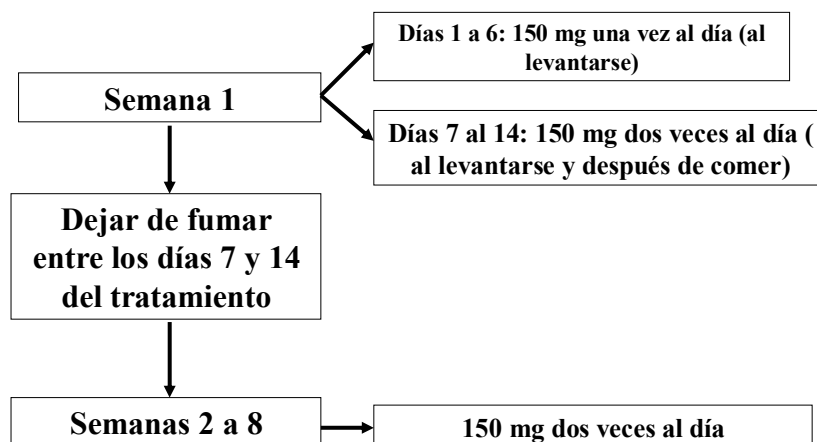 Días 1 a 6: 150 mg una vez al día (al
levantarse)
Semana 1
Días 7 al 14: 150 mg dos veces al día (
al levantarse y después de comer)
Dejar de fumar
entre los días 7 y 14
del tratamiento
Semanas 2 a 8
150 mg dos veces al día